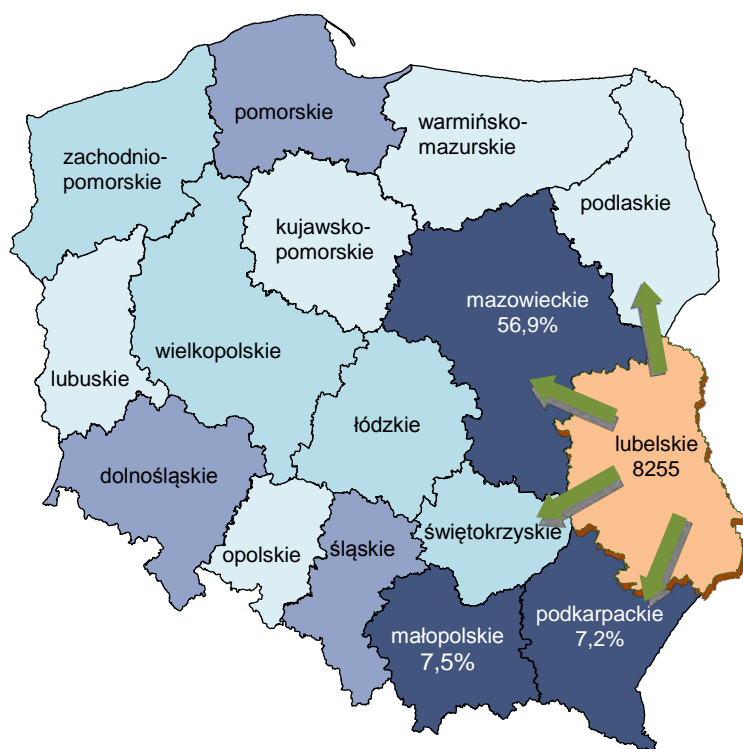 pomorskie
warmińsko-
mazurskie
zachodnio-
pomorskie
podlaskie
kujawsko-
pomorskie
mazowieckie
56,9%
wielkopolskie
lubuskie
łódzkie
lubelskie
8255
dolnośląskie
świętokrzyskie
opolskie
śląskie
małopolskie
7,5%
podkarpackie
7,2%